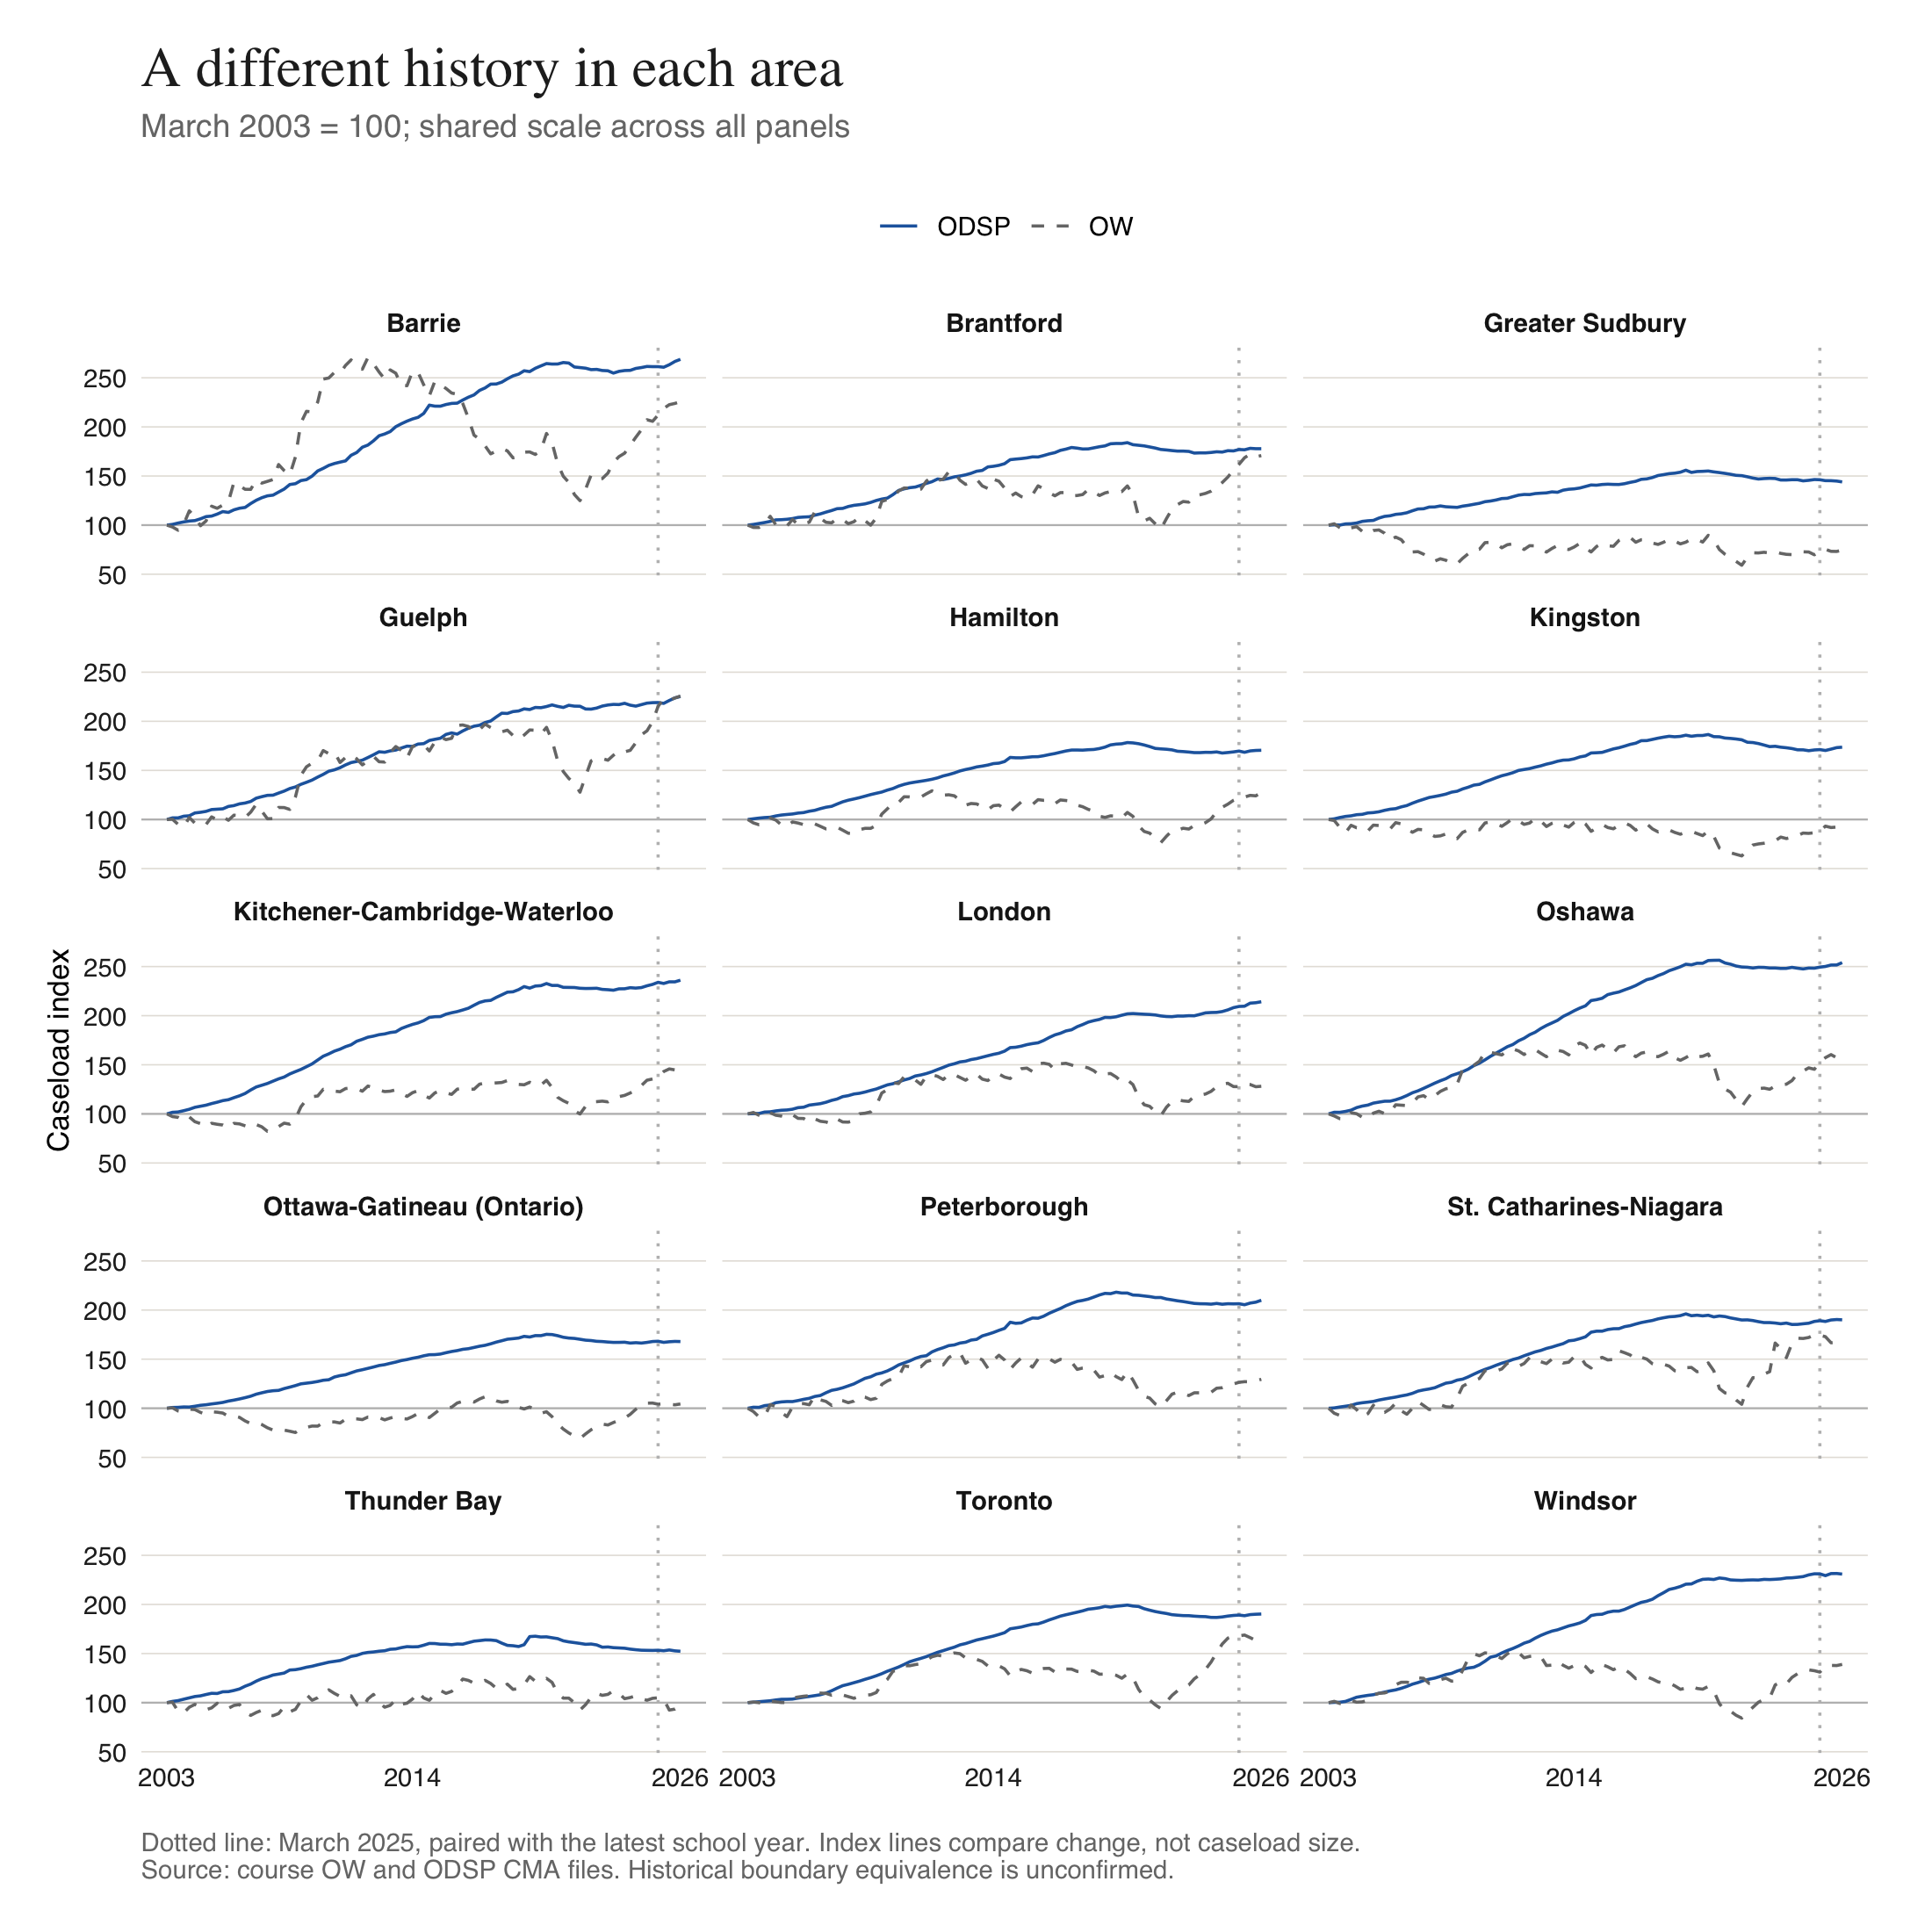 A different history in each area
March 2003 = 100; shared scale across all panels
ODSP OW
Barrie Brantford Greater Sudbury
250
200
150
100
50
Guelph Hamilton Kingston
250
200
150
100
50
Kitchener-Cambridge-Waterloo London Oshawa
Caseload index
250
200
150
100
50
Ottawa-Gatineau (Ontario) Peterborough St. Catharines-Niagara
250
200
150
100
50
Thunder Bay Toronto Windsor
250
200
150
100
50
2003 2014 2026 2003 2014 2026 2003 2014 2026
Dotted line: March 2025, paired with the latest school year. Index lines compare change, not caseload size.
Source: course OW and ODSP CMA files. Historical boundary equivalence is unconfirmed.